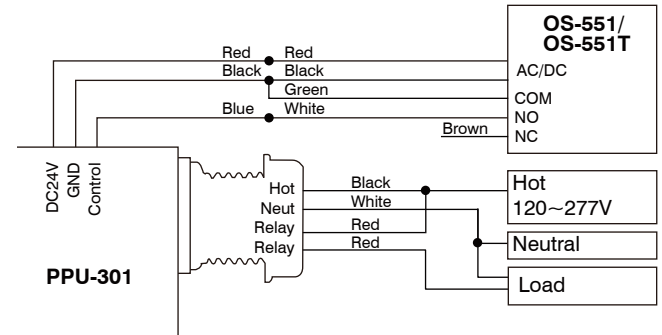 OS-551/
OS-551T
Red Red
Black Black
AC/DC
Green
COM
Blue White
NO
Brown
NC
DC24V
GND
Control
Hot
Black
Hot
Neut
White
120~277V
Relay
Red
Relay
Red
Neutral
PPU-301
Load